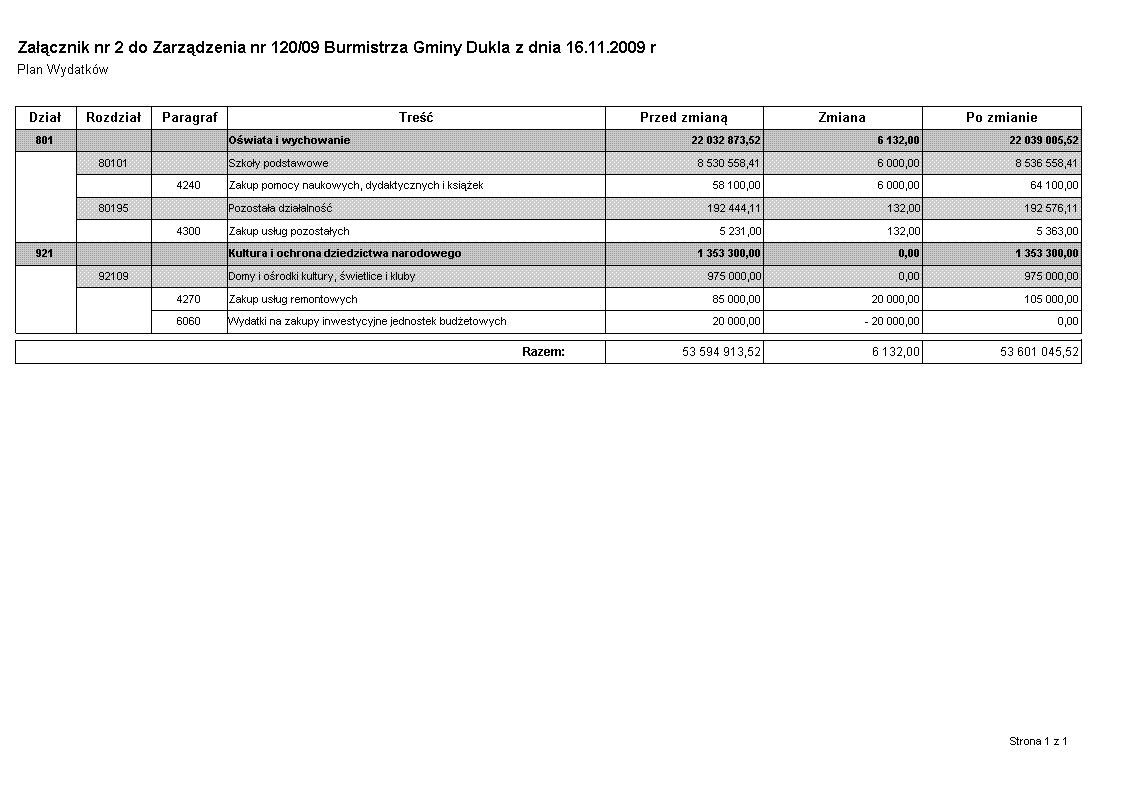 Załącznik nr 2 do Zarządzenia nr 120/09 Burmistrza Gminy Dukla z dnia 16.11.2009 r
Plan Wydatków
Dział Rozdział Paragraf Treść Przed zmianą Zmiana Po zmianie
801 Oświata i wychowanie 22 032 873,52 6 132,00 22 039 005,52
80101 Szkoły podstawowe 8 530 558,41 6 000,00 8 536 558,41
4240 Zakup pomocy naukowych, dydaktycznych i książek 58 100,00 6 000,00 64 100,00
80195 Pozostała działalność 192 444,11 132,00 192 576,11
4300 Zakup usług pozostałych 5 231,00 132,00 5 363,00
921 Kultura i ochrona dziedzictwa narodowego 1 353 300,00 0,00 1 353 300,00
92109 Domy i ośrodki kultury, świetlice i kluby 975 000,00 0,00 975 000,00
4270 Zakup usług remontowych 85 000,00 20 000,00 105 000,00
6060 Wydatki na zakupy inwestycyjne jednostek budżetowych 20 000,00 - 20 000,00 0,00
Razem: 53 594 913,52 6 132,00 53 601 045,52
Strona 1 z 1